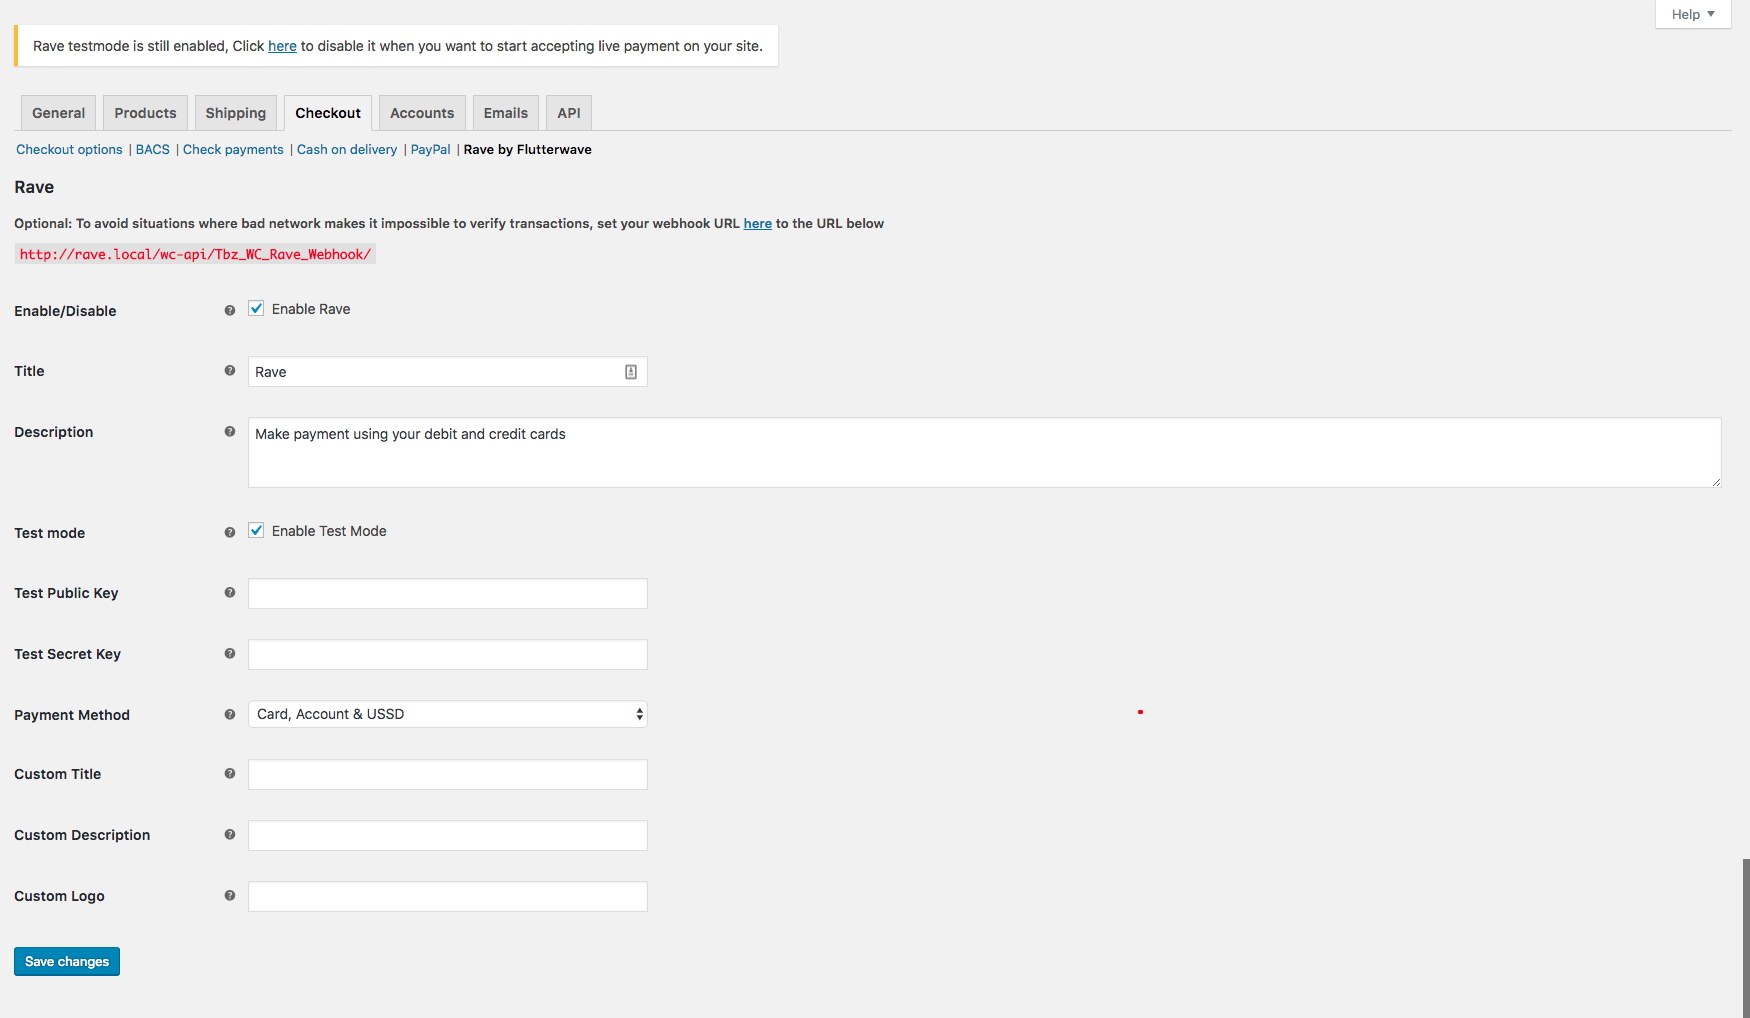 Help ▼
Rave testmode is still enabled, Click here to disable it when you want to start accepting live payment on your site.
General Products Shipping Checkout Accounts Emails API
Checkout options | BACS | Check payments | Cash on delivery | PayPal | Rave by Flutterwave
Rave
Optional: To avoid situations where bad network makes it impossible to verify transactions, set your webhook URL here to the URL below
http://rave.local/wc-api/Tbz_WC_Rave_Webhook/
Enable/Disable ? Enable Rave
Title ? Rave
Description ? Make payment using your debit and credit cards
Test mode ? Enable Test Mode
Test Public Key ?
Test Secret Key ?
Payment Method ? Card, Account & USSD
Custom Title ?
Custom Description ?
Custom Logo ?
Save changes